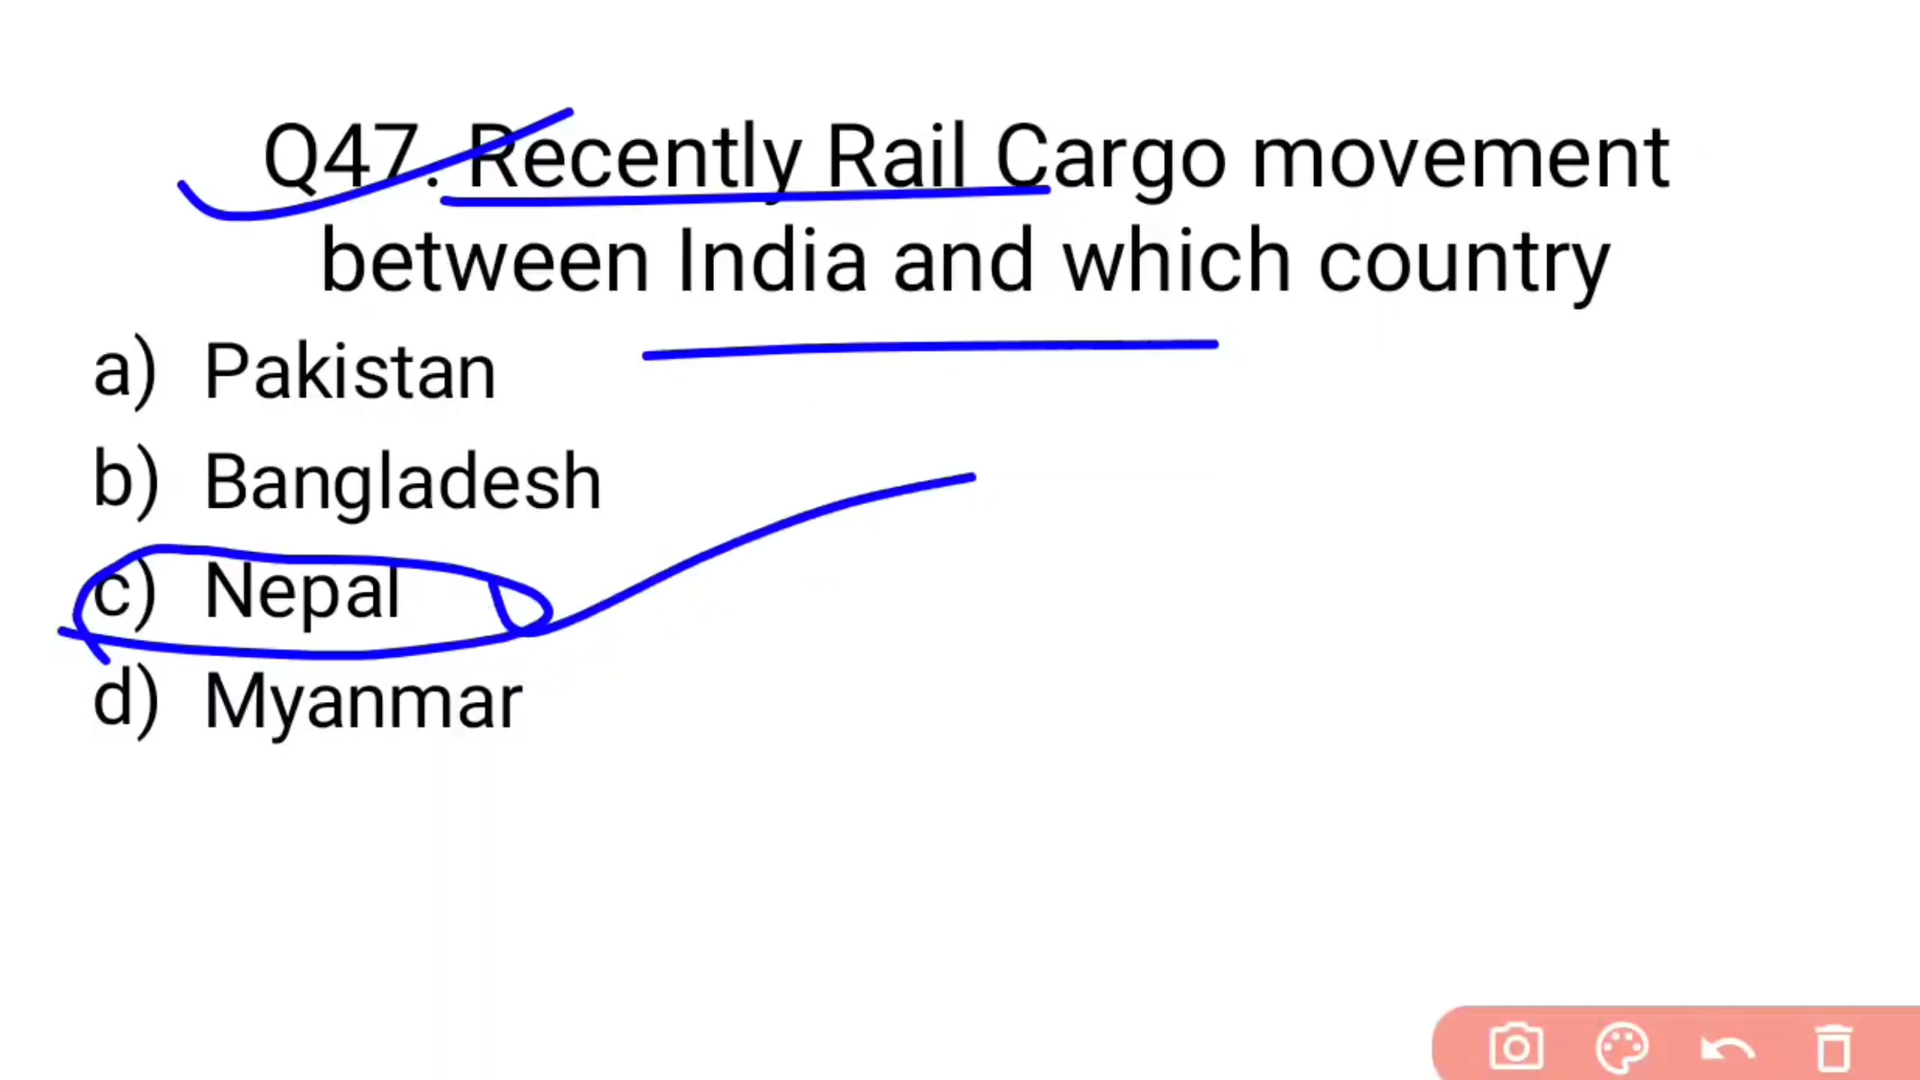 Q47. Recently Rail Cargo movement
between India and which country
a) Pakistan
b) Bangladesh
c) Nepal
d) Myanmar